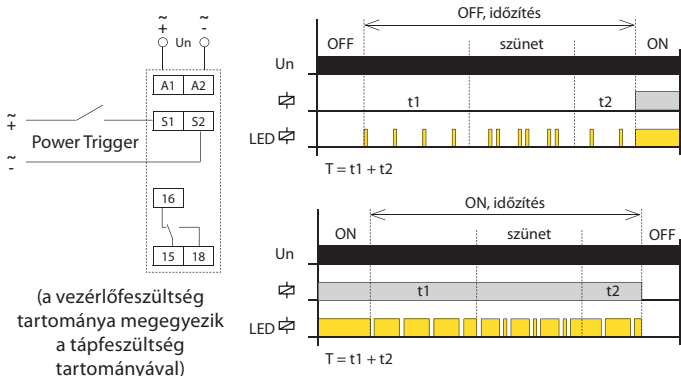 ~
+
Un
~
-
A1 A2
~
+
S1 S2
Power Trigger
~
-
16
15 18
(a vezérlőfeszültség
tartománya megegyezik
a tápfeszültség
tartományával)
OFF, időzítés
OFF
szünet
ON
Un
t1
t2
LED
T = t1 + t2
ON, időzítés
ON
szünet
OFF
Un
t1
t2
LED
T = t1 + t2